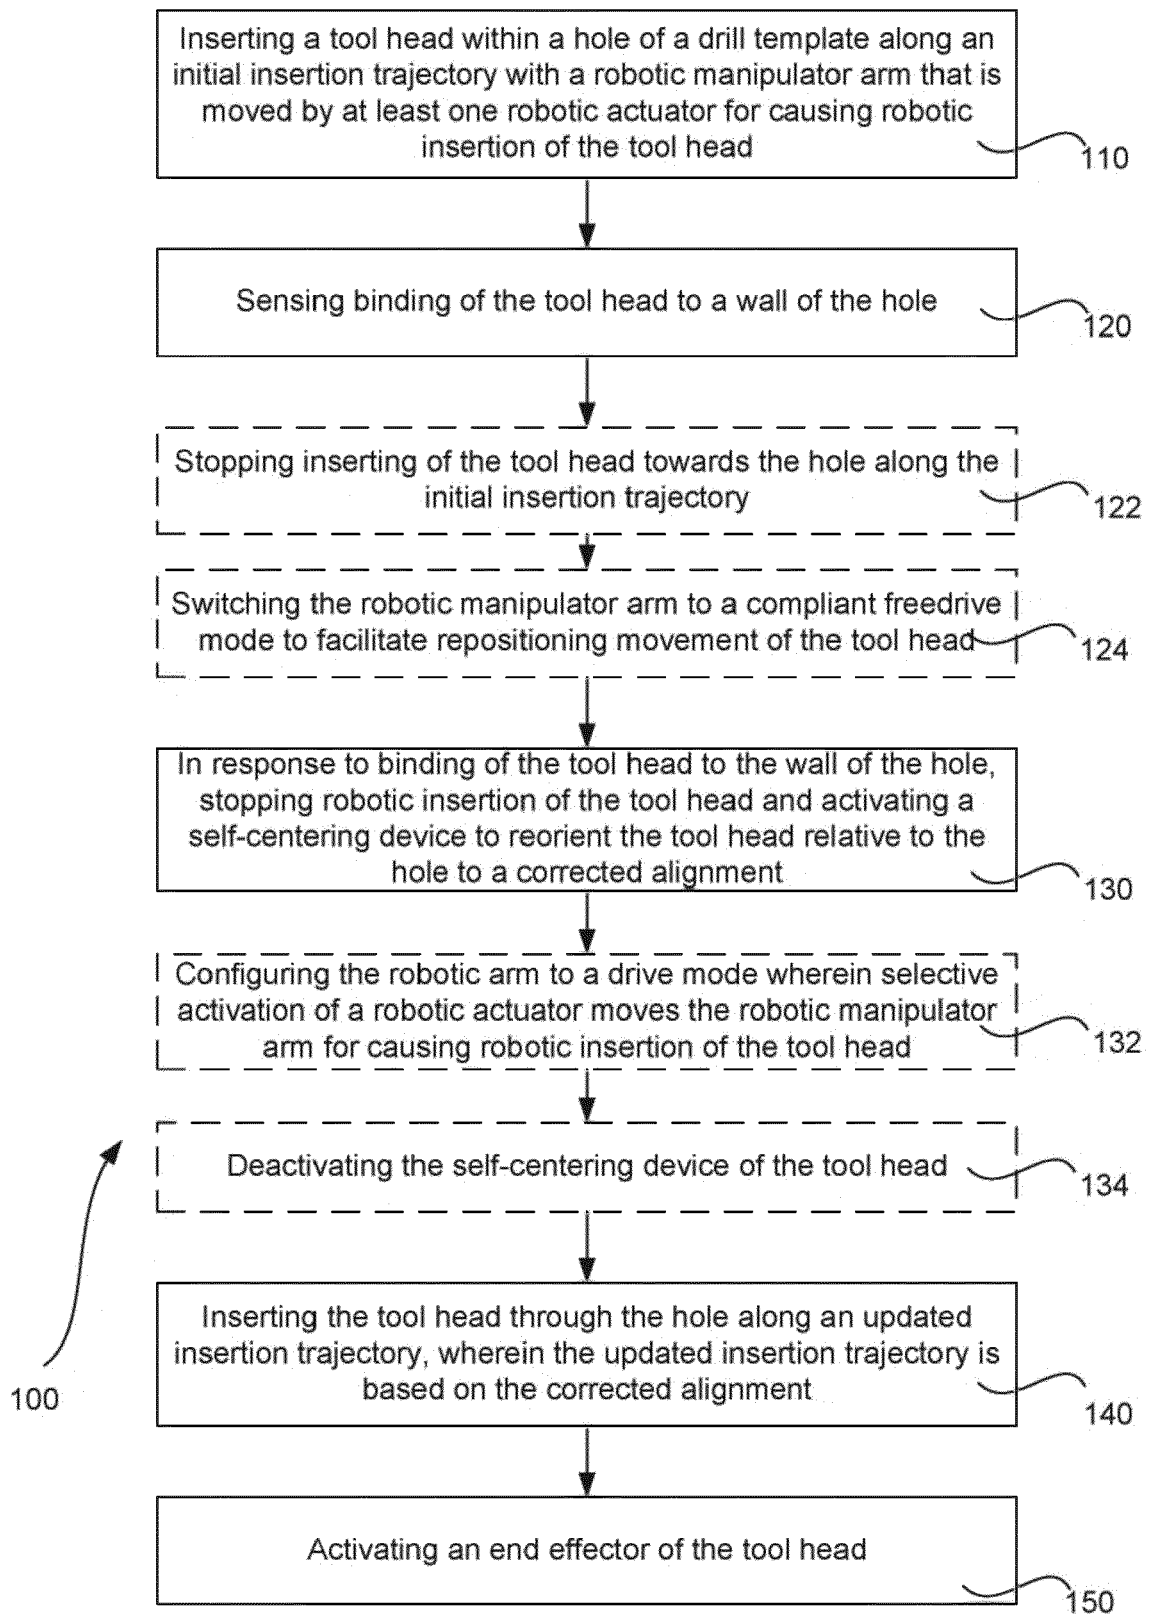 Inserting a tool head within a hole of a drill template along an
initial insertion trajectory with a robotic manipulator arm that is
moved by at least one robotic actuator for causing robotic
insertion of the tool head
110
Sensing binding of the tool head to a wall of the hole
120
Stopping inserting of the tool head towards the hole along the
initial insertion trajectory
122
Switching the robotic manipulator arm to a compliant freedrive
mode to facilitate repositioning movement of the tool head
124
In response to binding of the tool head to the wall of the hole,
stopping robotic insertion of the tool head and activating a
self-centering device to reorient the tool head relative to the
hole to a corrected alignment
130
Configuring the robotic arm to a drive mode wherein selective
activation of a robotic actuator moves the robotic manipulator
arm for causing robotic insertion of the tool head
132
Deactivating the self-centering device of the tool head
134
Inserting the tool head through the hole along an updated
insertion trajectory, wherein the updated insertion trajectory is
based on the corrected alignment
140
100
Activating an end effector of the tool head
150